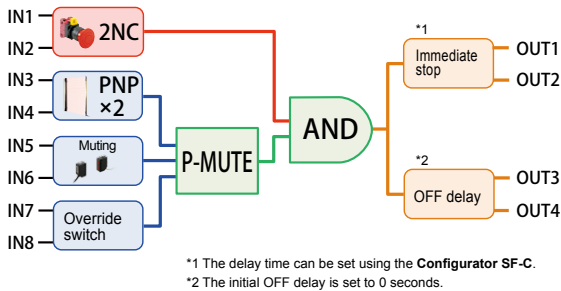 IN1
IN2
2NC
IN3
IN4
PNP
×2
IN5
IN6
Muting
IN7
IN8
Override
switch
P-MUTE
AND
*1
Immediate
stop
OUT1
OUT2
*2
OFF delay
OUT3
OUT4
*1 The delay time can be set using the Configurator SF-C.
*2 The initial OFF delay is set to 0 seconds.